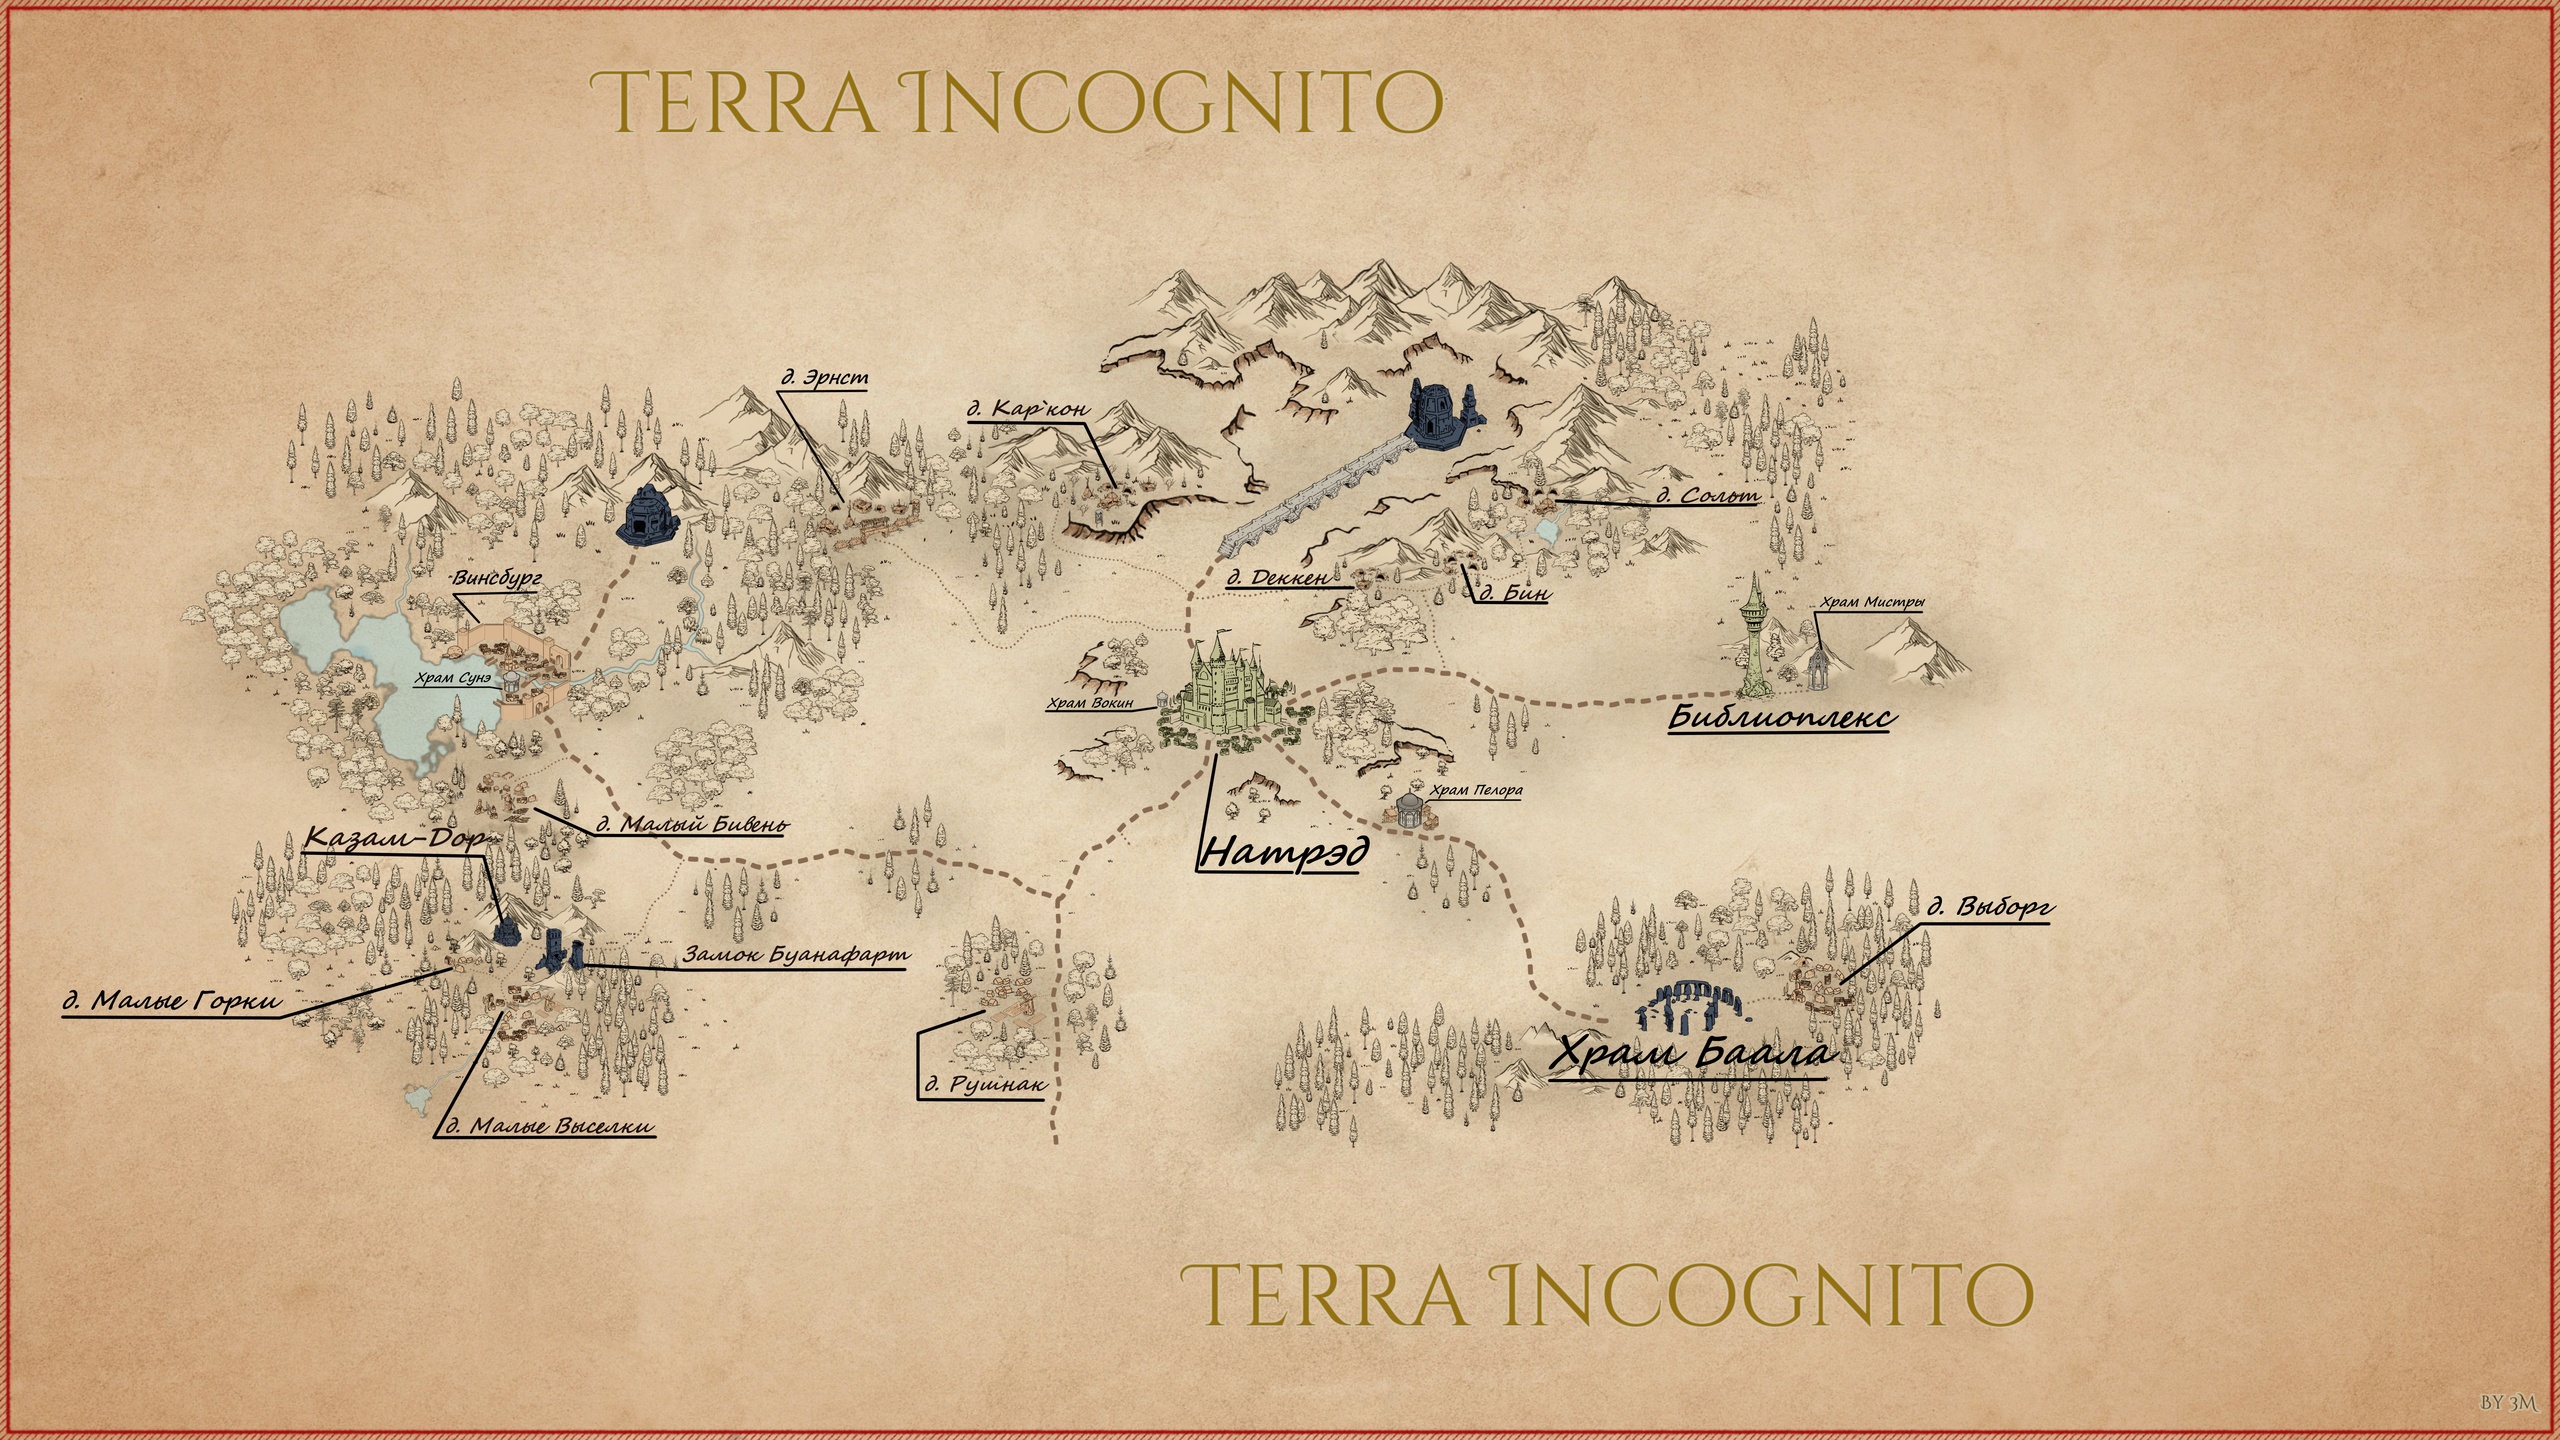 TERRA INCOGNITO
д. Эрнст
д. Кар`кон
д. Сольт
Винсбург
д. Деккен
д. Бин
Храм Мистры
Храм Сунэ
Храм Вокин
Библиоплекс
Храм Пелора
д. Малый Бивень
Казам-Дор
Натрэд
д. Выборг
Замок Буанафарт
д. Малые Горки
Храм Баала
д. Рушнак
д. Малые Выселки
TERRA INCOGNITO
BY 3M